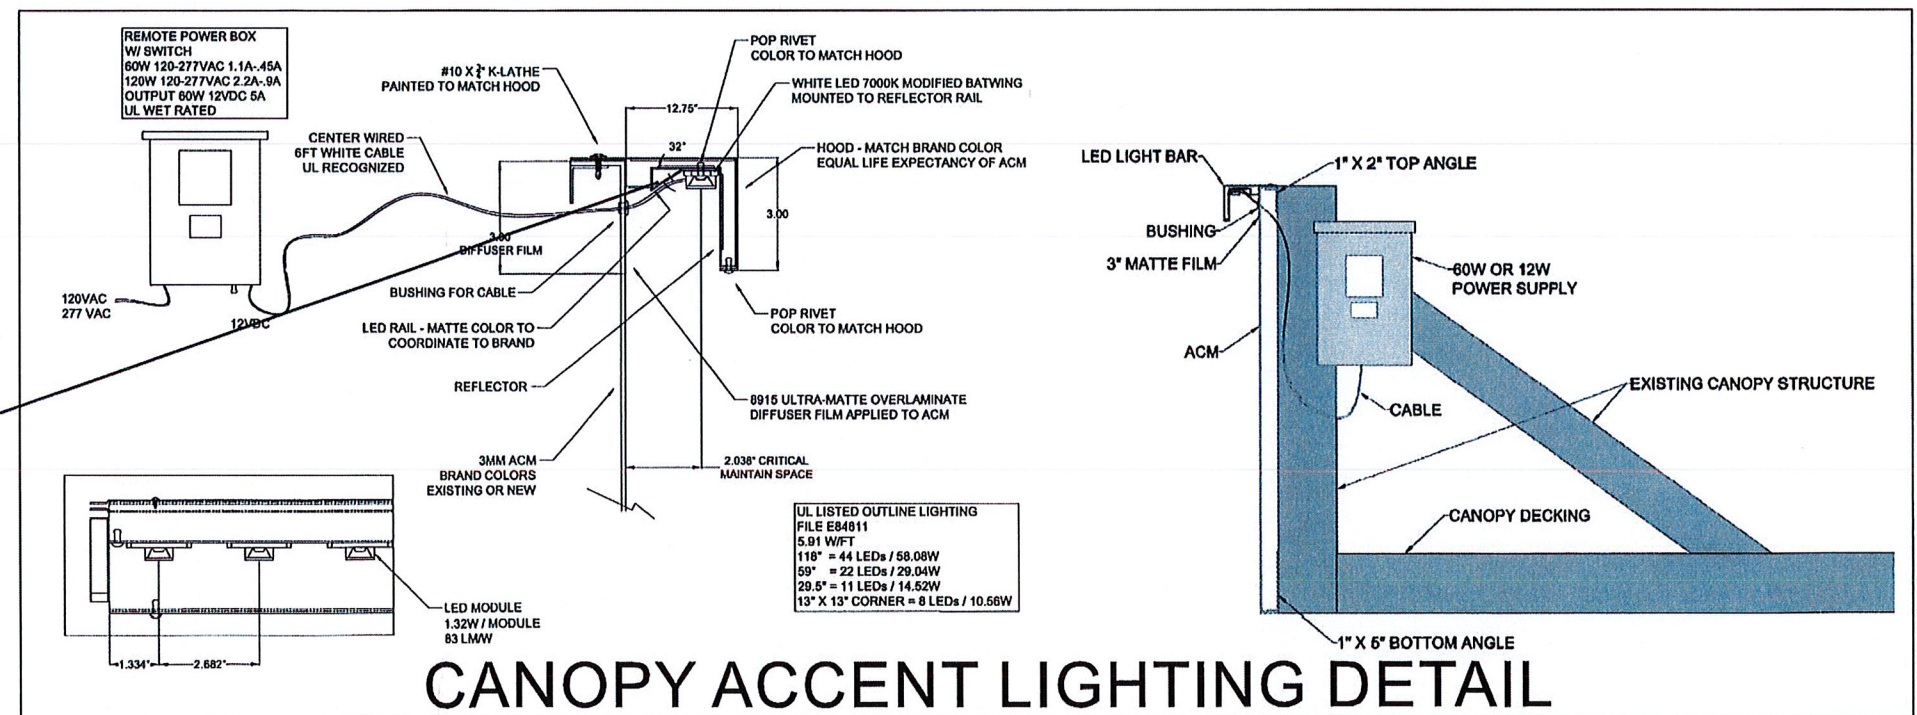 REMOTE POWER BOX
W/ SWITCH
60W 120-277VAC 1.1A-.45A
120W 120-277VAC 2.2A-.9A
OUTPUT 60W 12VDC 5A
UL WET RATED
#10 X ¾" K-LATHE
PAINTED TO MATCH HOOD
POP RIVET
COLOR TO MATCH HOOD
WHITE LED 7000K MODIFIED BATWING
MOUNTED TO REFLECTOR RAIL
12.75"
CENTER WIRED
6FT WHITE CABLE
UL RECOGNIZED
32°
HOOD - MATCH BRAND COLOR
EQUAL LIFE EXPECTANCY OF ACM
3.00
3.00
DIFFUSER FILM
BUSHING FOR CABLE
120VAC
277 VAC
12VDC
LED RAIL - MATTE COLOR TO
COORDINATE TO BRAND
POP RIVET
COLOR TO MATCH HOOD
REFLECTOR
8915 ULTRA-MATTE OVERLAMINATE
DIFFUSER FILM APPLIED TO ACM
3MM ACM
BRAND COLORS
EXISTING OR NEW
2.038" CRITICAL
MAINTAIN SPACE
UL LISTED OUTLINE LIGHTING
FILE E84811
5.91 W/FT
118" = 44 LEDs / 58.08W
59" = 22 LEDs / 29.04W
29.5" = 11 LEDs / 14.52W
13" X 13" CORNER = 8 LEDs / 10.56W
LED MODULE
1.32W / MODULE
83 LM/W
1.334"
2.682"
LED LIGHT BAR
1" X 2" TOP ANGLE
BUSHING
3" MATTE FILM
60W OR 12W
POWER SUPPLY
ACM
EXISTING CANOPY STRUCTURE
CABLE
CANOPY DECKING
1" X 5" BOTTOM ANGLE
CANOPY ACCENT LIGHTING DETAIL